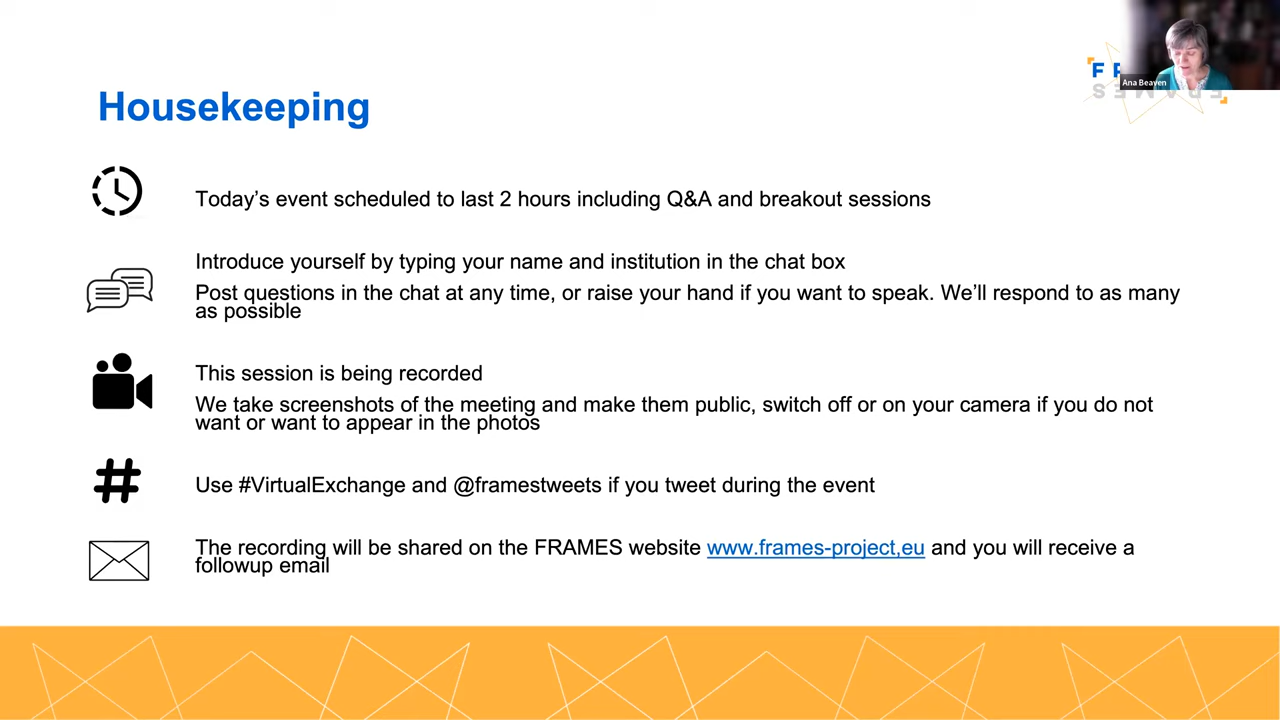 F
Ana Beaven
FRAMES
Housekeeping
Today’s event scheduled to last 2 hours including Q&A and breakout sessions
Introduce yourself by typing your name and institution in the chat box
Post questions in the chat at any time, or raise your hand if you want to speak. We’ll respond to as many
as possible
This session is being recorded
We take screenshots of the meeting and make them public, switch off or on your camera if you do not
want or want to appear in the photos
#
Use #VirtualExchange and @framestweets if you tweet during the event
The recording will be shared on the FRAMES website www.frames-project,eu and you will receive a
followup email